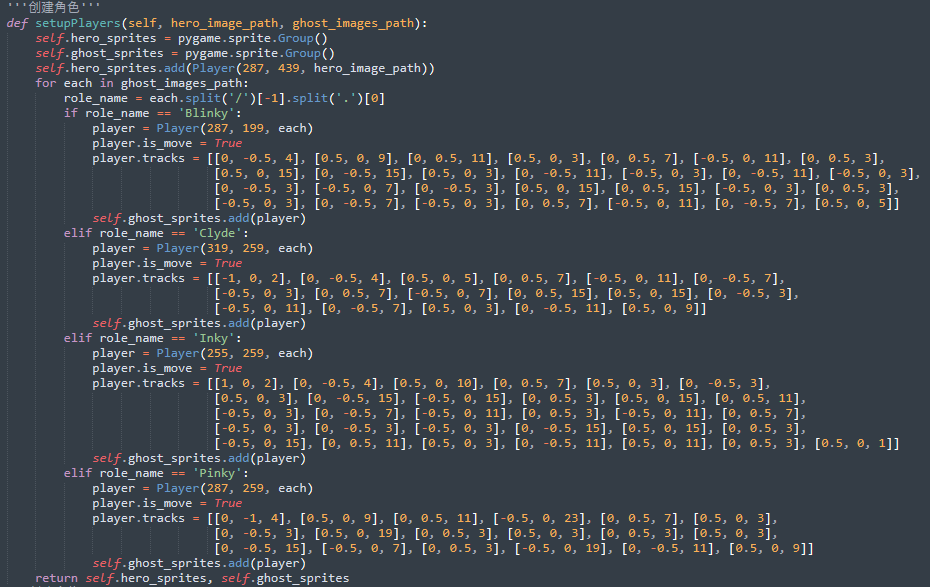 '''创建角色'''
def setupPlayers(self, hero_image_path, ghost_images_path):
    self.hero_sprites = pygame.sprite.Group()
    self.ghost_sprites = pygame.sprite.Group()
    self.hero_sprites.add(Player(287, 439, hero_image_path))
    for each in ghost_images_path:
        role_name = each.split('/')[-1].split('.')[0]
        if role_name == 'Blinky':
            player = Player(287, 199, each)
            player.is_move = True
            player.tracks = [[0, -0.5, 4], [0.5, 0, 9], [0, 0.5, 11], [0.5, 0, 3], [0, 0.5, 7], [-0.5, 0, 11], [0, 0.5, 3],
                             [0.5, 0, 15], [0, -0.5, 15], [0.5, 0, 3], [0, -0.5, 11], [-0.5, 0, 3], [0, -0.5, 11], [-0.5, 0, 3],
                             [0, -0.5, 3], [-0.5, 0, 7], [0, -0.5, 3], [0.5, 0, 15], [0, 0.5, 15], [-0.5, 0, 3], [0, 0.5, 3],
                             [-0.5, 0, 3], [0, -0.5, 7], [-0.5, 0, 3], [0, 0.5, 7], [-0.5, 0, 11], [0, -0.5, 7], [0.5, 0, 5]]
            self.ghost_sprites.add(player)
        elif role_name == 'Clyde':
            player = Player(319, 259, each)
            player.is_move = True
            player.tracks = [[-1, 0, 2], [0, -0.5, 4], [0.5, 0, 5], [0, 0.5, 7], [-0.5, 0, 11], [0, -0.5, 7],
                             [-0.5, 0, 3], [0, 0.5, 7], [-0.5, 0, 7], [0, 0.5, 15], [0.5, 0, 15], [0, -0.5, 3],
                             [-0.5, 0, 11], [0, -0.5, 7], [0.5, 0, 3], [0, -0.5, 11], [0.5, 0, 9]]
            self.ghost_sprites.add(player)
        elif role_name == 'Inky':
            player = Player(255, 259, each)
            player.is_move = True
            player.tracks = [[1, 0, 2], [0, -0.5, 4], [0.5, 0, 10], [0, 0.5, 7], [0.5, 0, 3], [0, -0.5, 3],
                             [0.5, 0, 3], [0, -0.5, 15], [-0.5, 0, 15], [0, 0.5, 3], [0.5, 0, 15], [0, 0.5, 11],
                             [-0.5, 0, 3], [0, -0.5, 7], [-0.5, 0, 11], [0, 0.5, 3], [-0.5, 0, 11], [0, 0.5, 7],
                             [-0.5, 0, 3], [0, -0.5, 3], [-0.5, 0, 3], [0, -0.5, 15], [0.5, 0, 15], [0, 0.5, 3],
                             [-0.5, 0, 15], [0, 0.5, 11], [0.5, 0, 3], [0, -0.5, 11], [0.5, 0, 11], [0, 0.5, 3], [0.5, 0, 1]]
            self.ghost_sprites.add(player)
        elif role_name == 'Pinky':
            player = Player(287, 259, each)
            player.is_move = True
            player.tracks = [[0, -1, 4], [0.5, 0, 9], [0, 0.5, 11], [-0.5, 0, 23], [0, 0.5, 7], [0.5, 0, 3],
                             [0, -0.5, 3], [0.5, 0, 19], [0, 0.5, 3], [0.5, 0, 3], [0, 0.5, 3], [0.5, 0, 3],
                             [0, -0.5, 15], [-0.5, 0, 7], [0, 0.5, 3], [-0.5, 0, 19], [0, -0.5, 11], [0.5, 0, 9]]
            self.ghost_sprites.add(player)
    return self.hero_sprites, self.ghost_sprites